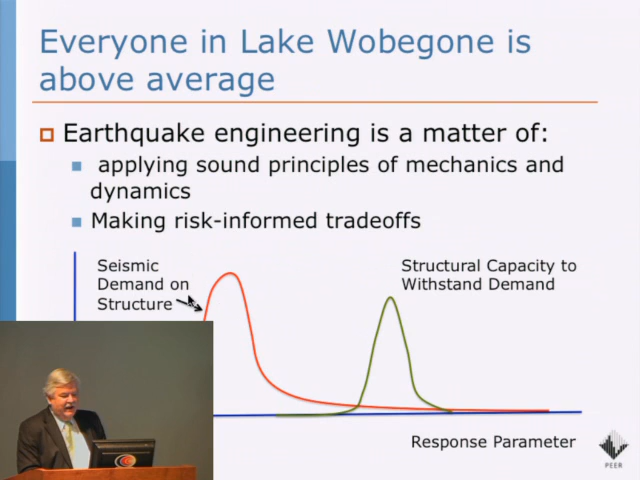 Everyone in Lake Wobegone is
above average
Earthquake engineering is a matter of:
applying sound principles of mechanics and
dynamics
Making risk-informed tradeoffs
Seismic
Demand on
Structure
Structural Capacity to
Withstand Demand
Response Parameter
PEER